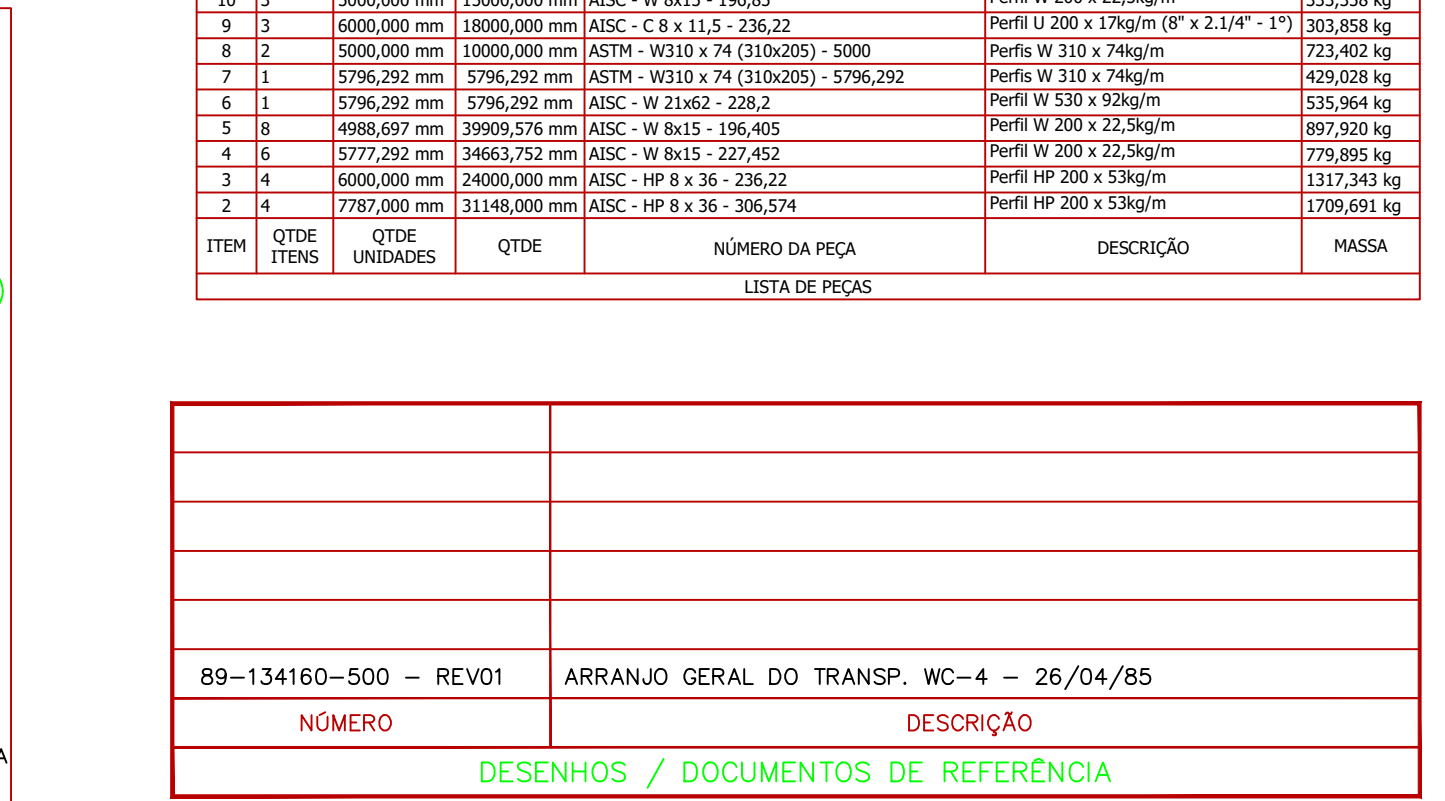 9 3 6000,000 mm 18000,000 mm AISC - C 8 x 11,5 - 236,22 Perfil U 200 x 17kg/m (8" x 2.1/4" - 1°) 303,858 kg
8 2 5000,000 mm 10000,000 mm ASTM - W310 x 74 (310x205) - 5000 Perfis W 310 x 74kg/m 723,402 kg
7 1 5796,292 mm 5796,292 mm ASTM - W310 x 74 (310x205) - 5796,292 Perfis W 310 x 74kg/m 429,028 kg
6 1 5796,292 mm 5796,292 mm AISC - W 21x62 - 228,2 Perfil W 530 x 92kg/m 535,964 kg
5 8 4988,697 mm 39909,576 mm AISC - W 8x15 - 196,405 Perfil W 200 x 22,5kg/m 897,920 kg
4 6 5777,292 mm 34663,752 mm AISC - W 8x15 - 227,452 Perfil W 200 x 22,5kg/m 779,895 kg
3 4 6000,000 mm 24000,000 mm AISC - HP 8 x 36 - 236,22 Perfil HP 200 x 53kg/m 1317,343 kg
2 4 7787,000 mm 31148,000 mm AISC - HP 8 x 36 - 306,574 Perfil HP 200 x 53kg/m 1709,691 kg
ITEM QTDE ITENS QTDE UNIDADES QTDE NÚMERO DA PEÇA DESCRIÇÃO MASSA
LISTA DE PEÇAS
89-134160-500 - REV01 ARRANJO GERAL DO TRANSP. WC-4 - 26/04/85
NÚMERO DESCRIÇÃO
DESENHOS / DOCUMENTOS DE REFERÊNCIA